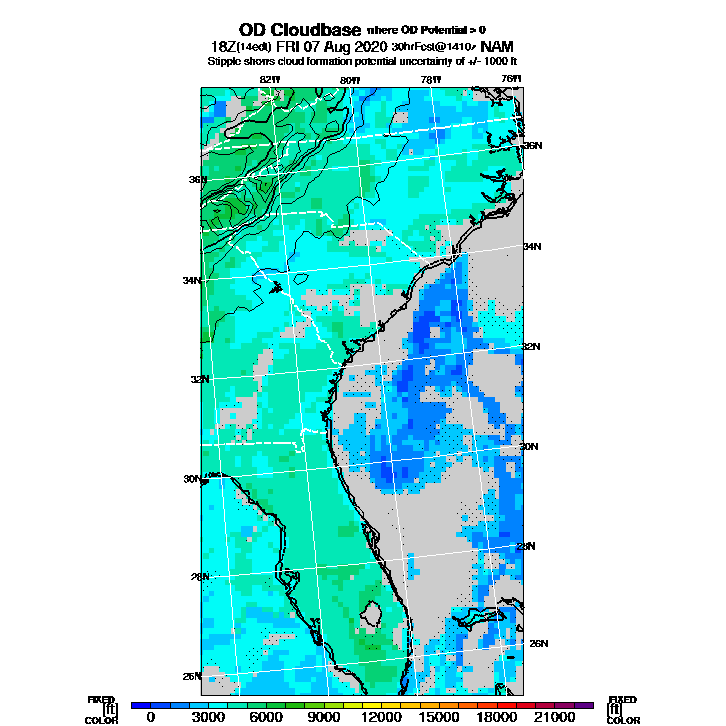 OD Cloudbase where OD Potential > 0
18Z(14edt) FRI 07 Aug 2020 30hrFcst@1410z NAM
Stipple shows cloud formation potential uncertainty of +/- 1000 ft
82W 80W 78W 76W
36N
36N
34N
34N
32N
32N
30N
30N
28N
28N
26N
26N
FIXED FIXED
[ft] [ft]
COLOR 0 3000 6000 9000 12000 15000 18000 21000 COLOR